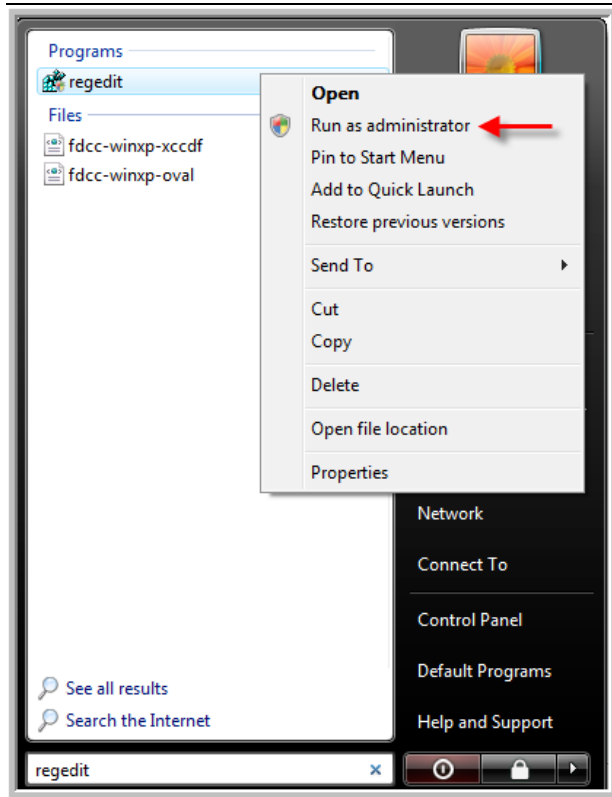 Programs
regedit
Files
fdcc-winxp-xccdf
fdcc-winxp-oval
Open
Run as administrator
Pin to Start Menu
Add to Quick Launch
Restore previous versions
Send To
Cut
Copy
Delete
Open file location
Properties
Network
Connect To
Control Panel
Default Programs
Help and Support
See all results
Search the Internet
regedit